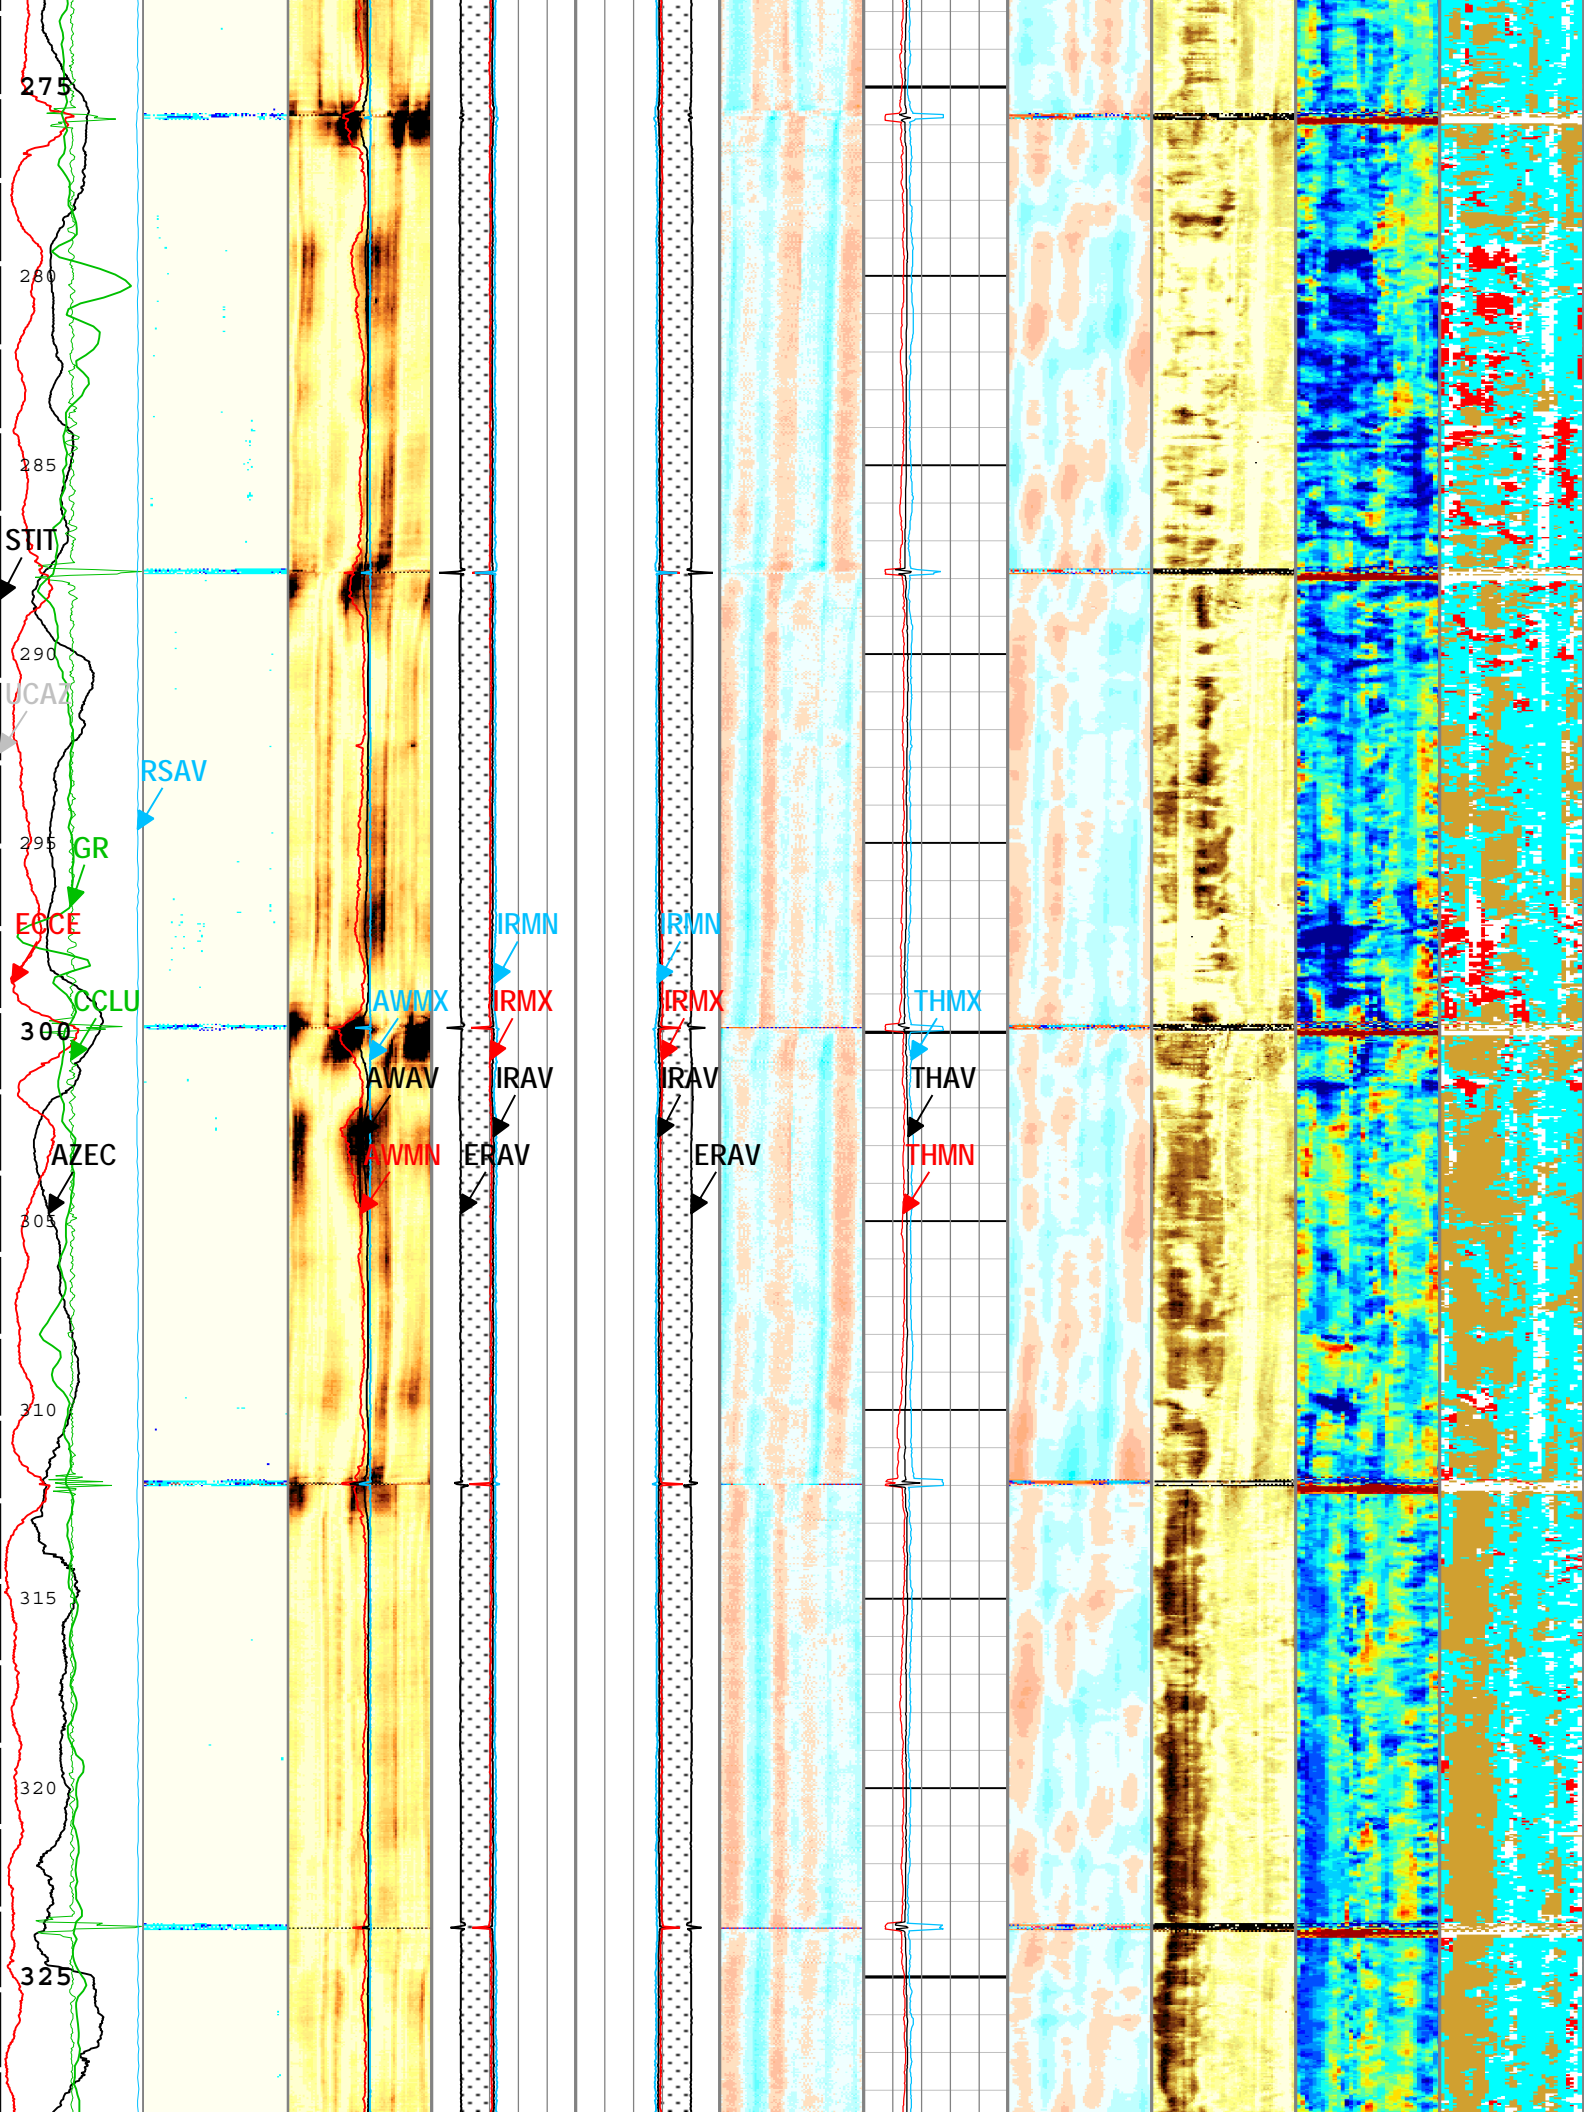 275
280
285
STIT
290
UCAZ
RSAV
295
GR
ECCE IRMN IRMN
CCLU AWMX IRMX IRMX THMX
300
AWAV IRAV IRAV THAV
AZEC AWMN ERAV ERAV THMN
305
310
315
320
325